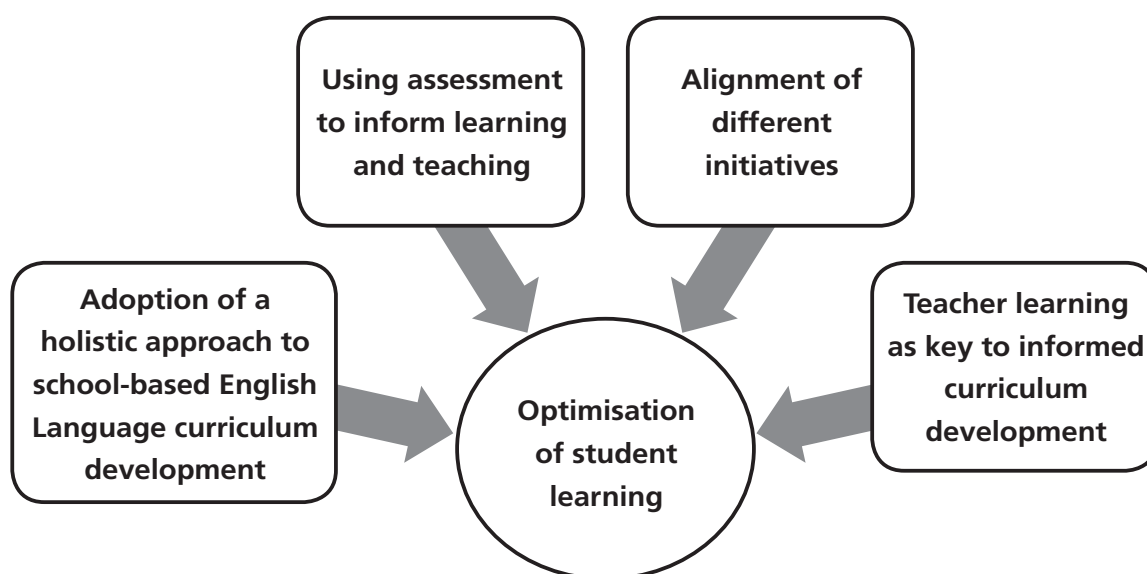 Using assessment
to inform learning
and teaching
Alignment of
different
initiatives
Adoption of a
holistic approach to
school-based English
Language curriculum
development
Teacher learning
as key to informed
curriculum
development
Optimisation
of student
learning